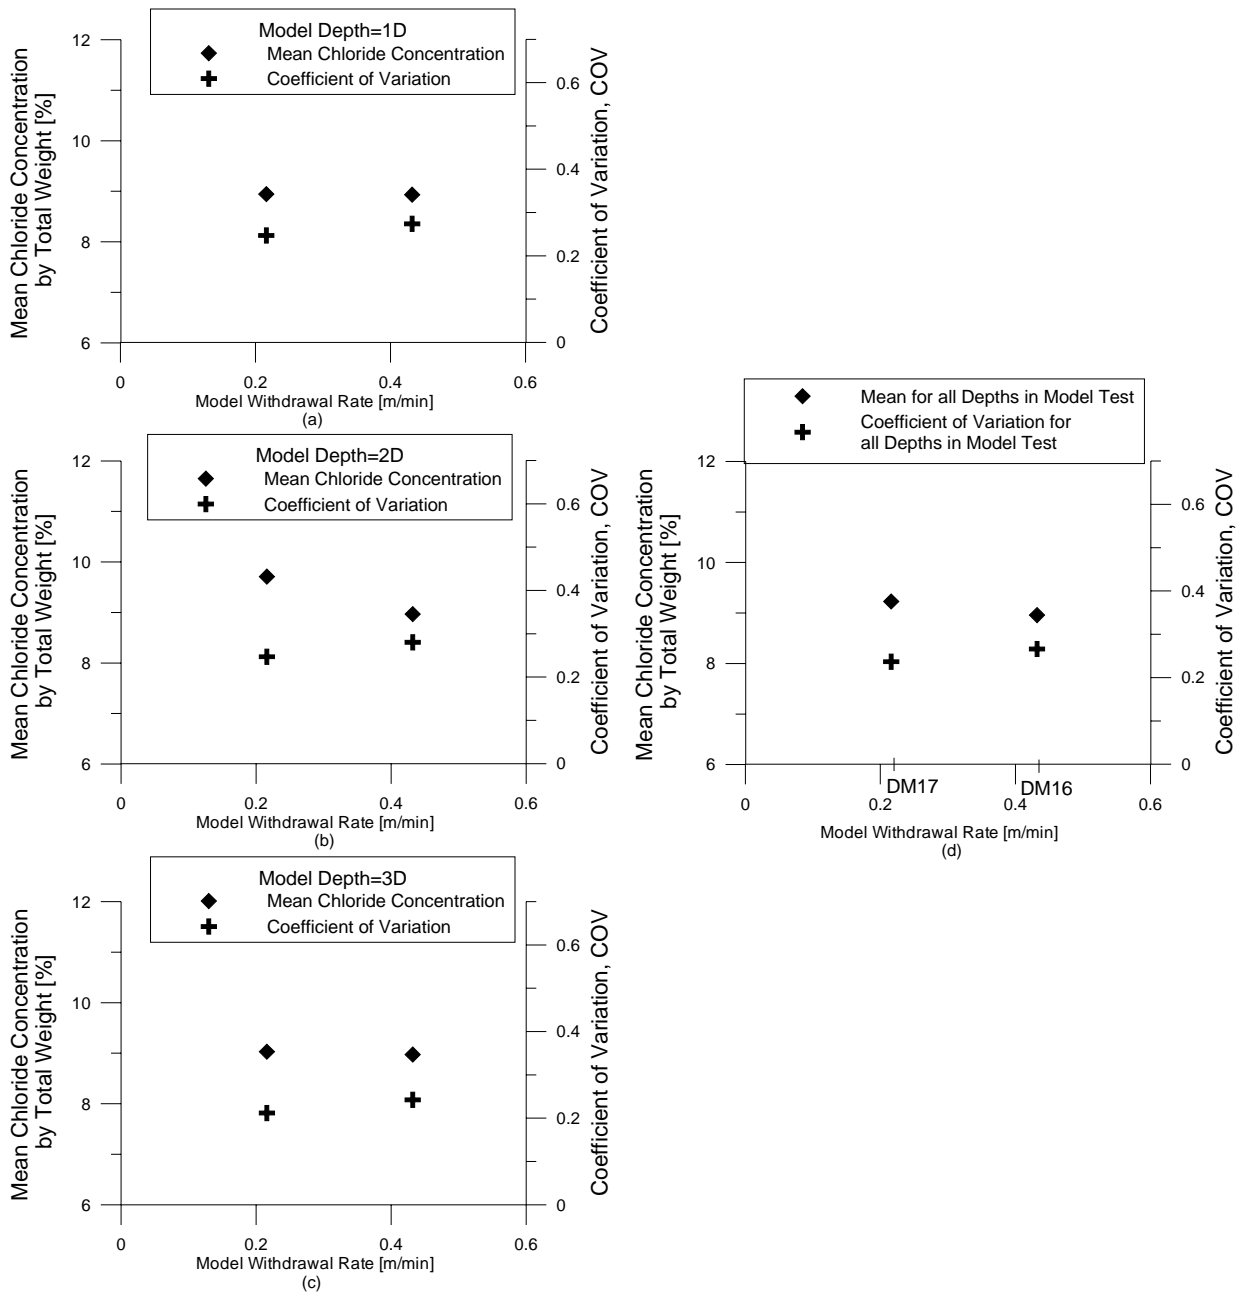 Model Depth=1D
Mean Chloride Concentration
Coefficient of Variation
12
10
8
6
Mean Chloride Concentration
by Total Weight [%]
0.6
0.4
0.2
0
Coefficient of Variation, COV
0
0.2
0.4
0.6
Model Withdrawal Rate [m/min]
(a)
Model Depth=2D
Mean Chloride Concentration
Coefficient of Variation
12
10
8
6
Mean Chloride Concentration
by Total Weight [%]
0.6
0.4
0.2
0
Coefficient of Variation, COV
0
0.2
0.4
0.6
Model Withdrawal Rate [m/min]
(b)
Model Depth=3D
Mean Chloride Concentration
Coefficient of Variation
12
10
8
6
Mean Chloride Concentration
by Total Weight [%]
0.6
0.4
0.2
0
Coefficient of Variation, COV
0
0.2
0.4
0.6
Model Withdrawal Rate [m/min]
(c)
Mean for all Depths in Model Test
Coefficient of Variation for
all Depths in Model Test
12
10
8
6
Mean Chloride Concentration
by Total Weight [%]
0.6
0.4
0.2
0
Coefficient of Variation, COV
DM17
DM16
0
0.2
0.4
0.6
Model Withdrawal Rate [m/min]
(d)